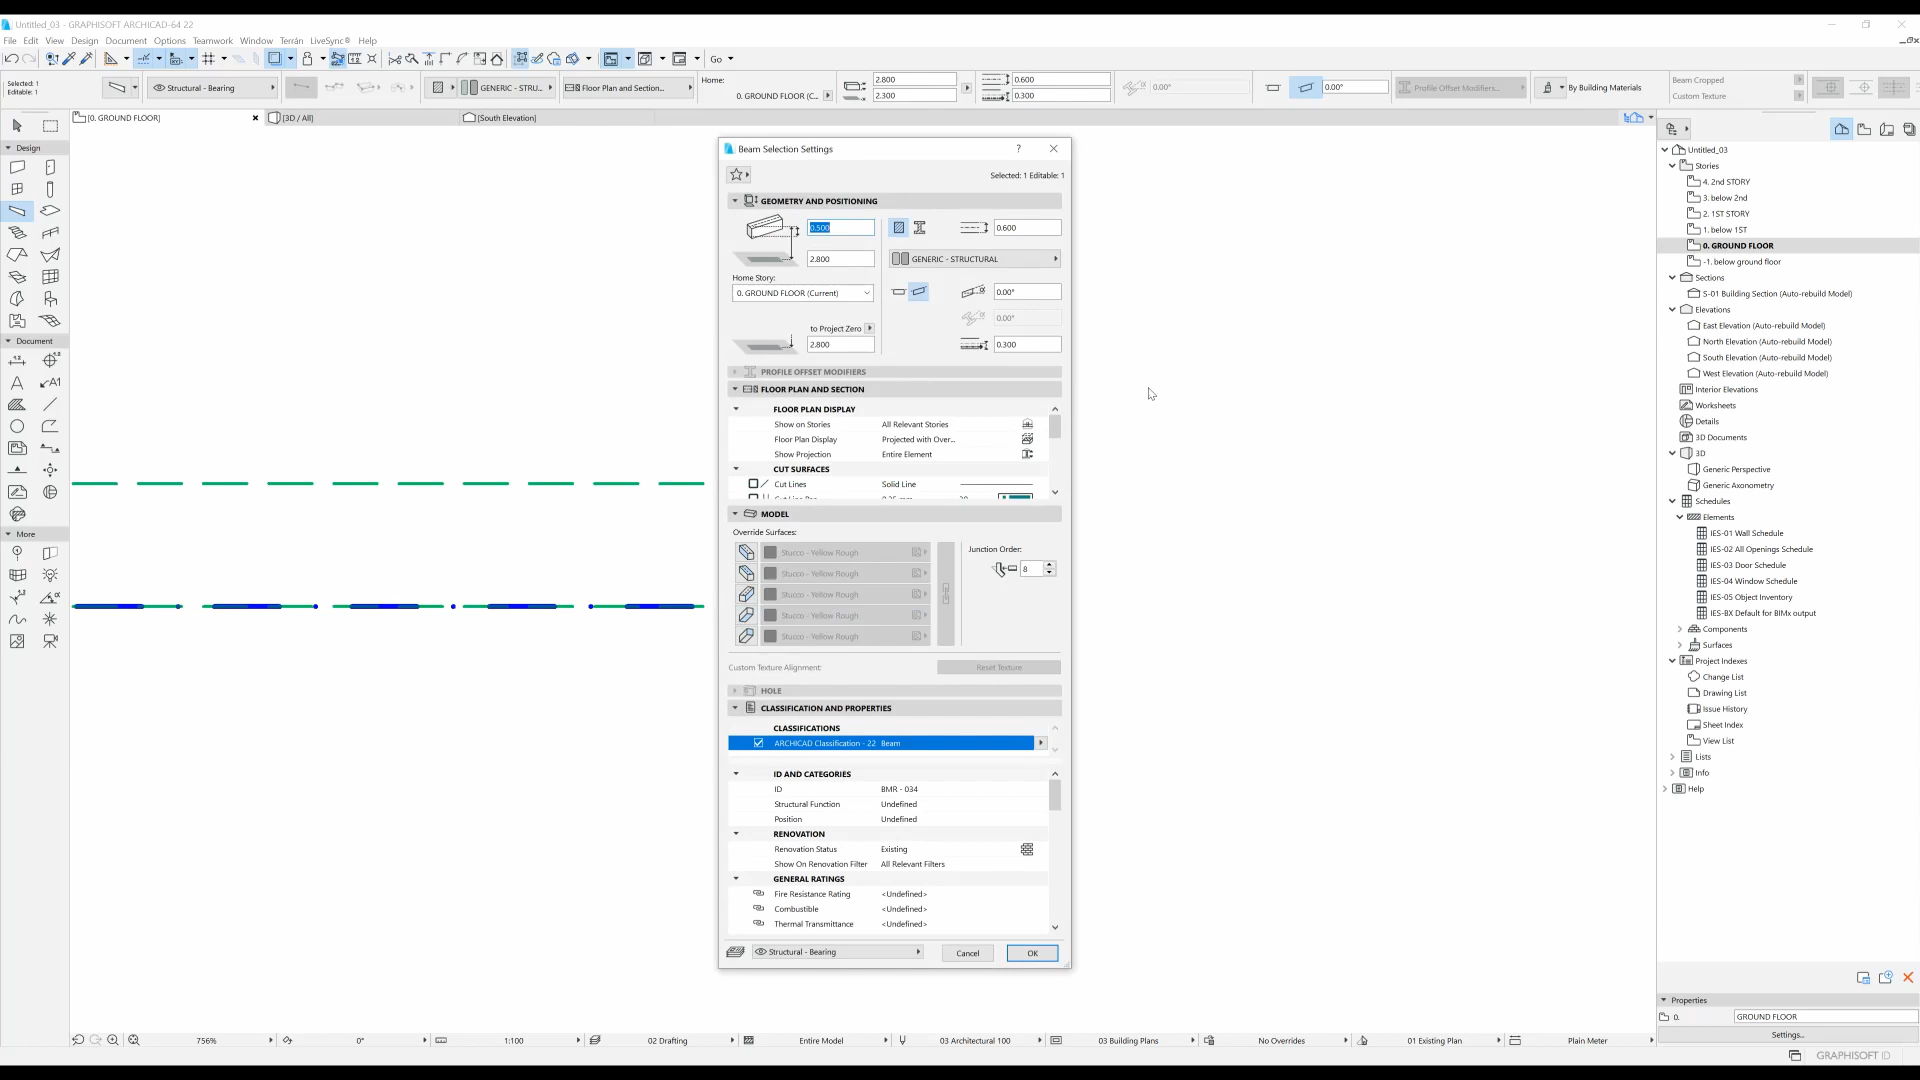 Untitled_03 - GRAPHISOFT ARCHICAD-64 22
File Edit View Design Document Options Teamwork Window Terrán LiveSync® Help
Go
Selected: 1
Editable: 1
Structural - Bearing
GENERIC - STRU...
Floor Plan and Section...
Home:
0. GROUND FLOOR (C...
2.800
2.300
0.600
0.300
0.00°
0.00°
Profile Offset Modifiers...
By Building Materials
Beam Cropped
Custom Texture
[0. GROUND FLOOR]
[3D / All]
[South Elevation]
Design
Document
More
Beam Selection Settings
?
Selected: 1 Editable: 1
GEOMETRY AND POSITIONING
0.500
0.600
2.800
GENERIC - STRUCTURAL
Home Story:
0. GROUND FLOOR (Current)
0.00°
0.00°
to Project Zero
2.800
0.300
PROFILE OFFSET MODIFIERS
FLOOR PLAN AND SECTION
FLOOR PLAN DISPLAY
Show on Stories All Relevant Stories
Floor Plan Display Projected with Over...
Show Projection Entire Element
CUT SURFACES
Cut Lines Solid Line
MODEL
Override Surfaces:
Stucco - Yellow Rough
Stucco - Yellow Rough
Stucco - Yellow Rough
Stucco - Yellow Rough
Stucco - Yellow Rough
Junction Order:
8
Custom Texture Alignment:
Reset Texture
HOLE
CLASSIFICATION AND PROPERTIES
CLASSIFICATIONS
ARCHICAD Classification - 22 Beam
ID AND CATEGORIES
ID BMR - 034
Structural Function Undefined
Position Undefined
RENOVATION
Renovation Status Existing
Show On Renovation Filter All Relevant Filters
GENERAL RATINGS
Fire Resistance Rating <Undefined>
Combustible <Undefined>
Thermal Transmittance <Undefined>
Structural - Bearing
Cancel
OK
Untitled_03
Stories
4. 2nd STORY
3. below 2nd
2. 1ST STORY
1. below 1ST
0. GROUND FLOOR
-1. below ground floor
Sections
S-01 Building Section (Auto-rebuild Model)
Elevations
East Elevation (Auto-rebuild Model)
North Elevation (Auto-rebuild Model)
South Elevation (Auto-rebuild Model)
West Elevation (Auto-rebuild Model)
Interior Elevations
Worksheets
Details
3D Documents
3D
Generic Perspective
Generic Axonometry
Schedules
Elements
IES-01 Wall Schedule
IES-02 All Openings Schedule
IES-03 Door Schedule
IES-04 Window Schedule
IES-05 Object Inventory
IES-BX Default for BIMx output
Components
Surfaces
Project Indexes
Change List
Drawing List
Issue History
Sheet Index
View List
Lists
Info
Help
Properties
0. GROUND FLOOR
Settings...
756%
0°
1:100
02 Drafting
Entire Model
03 Architectural 100
03 Building Plans
No Overrides
01 Existing Plan
Plain Meter
GRAPHISOFT ID